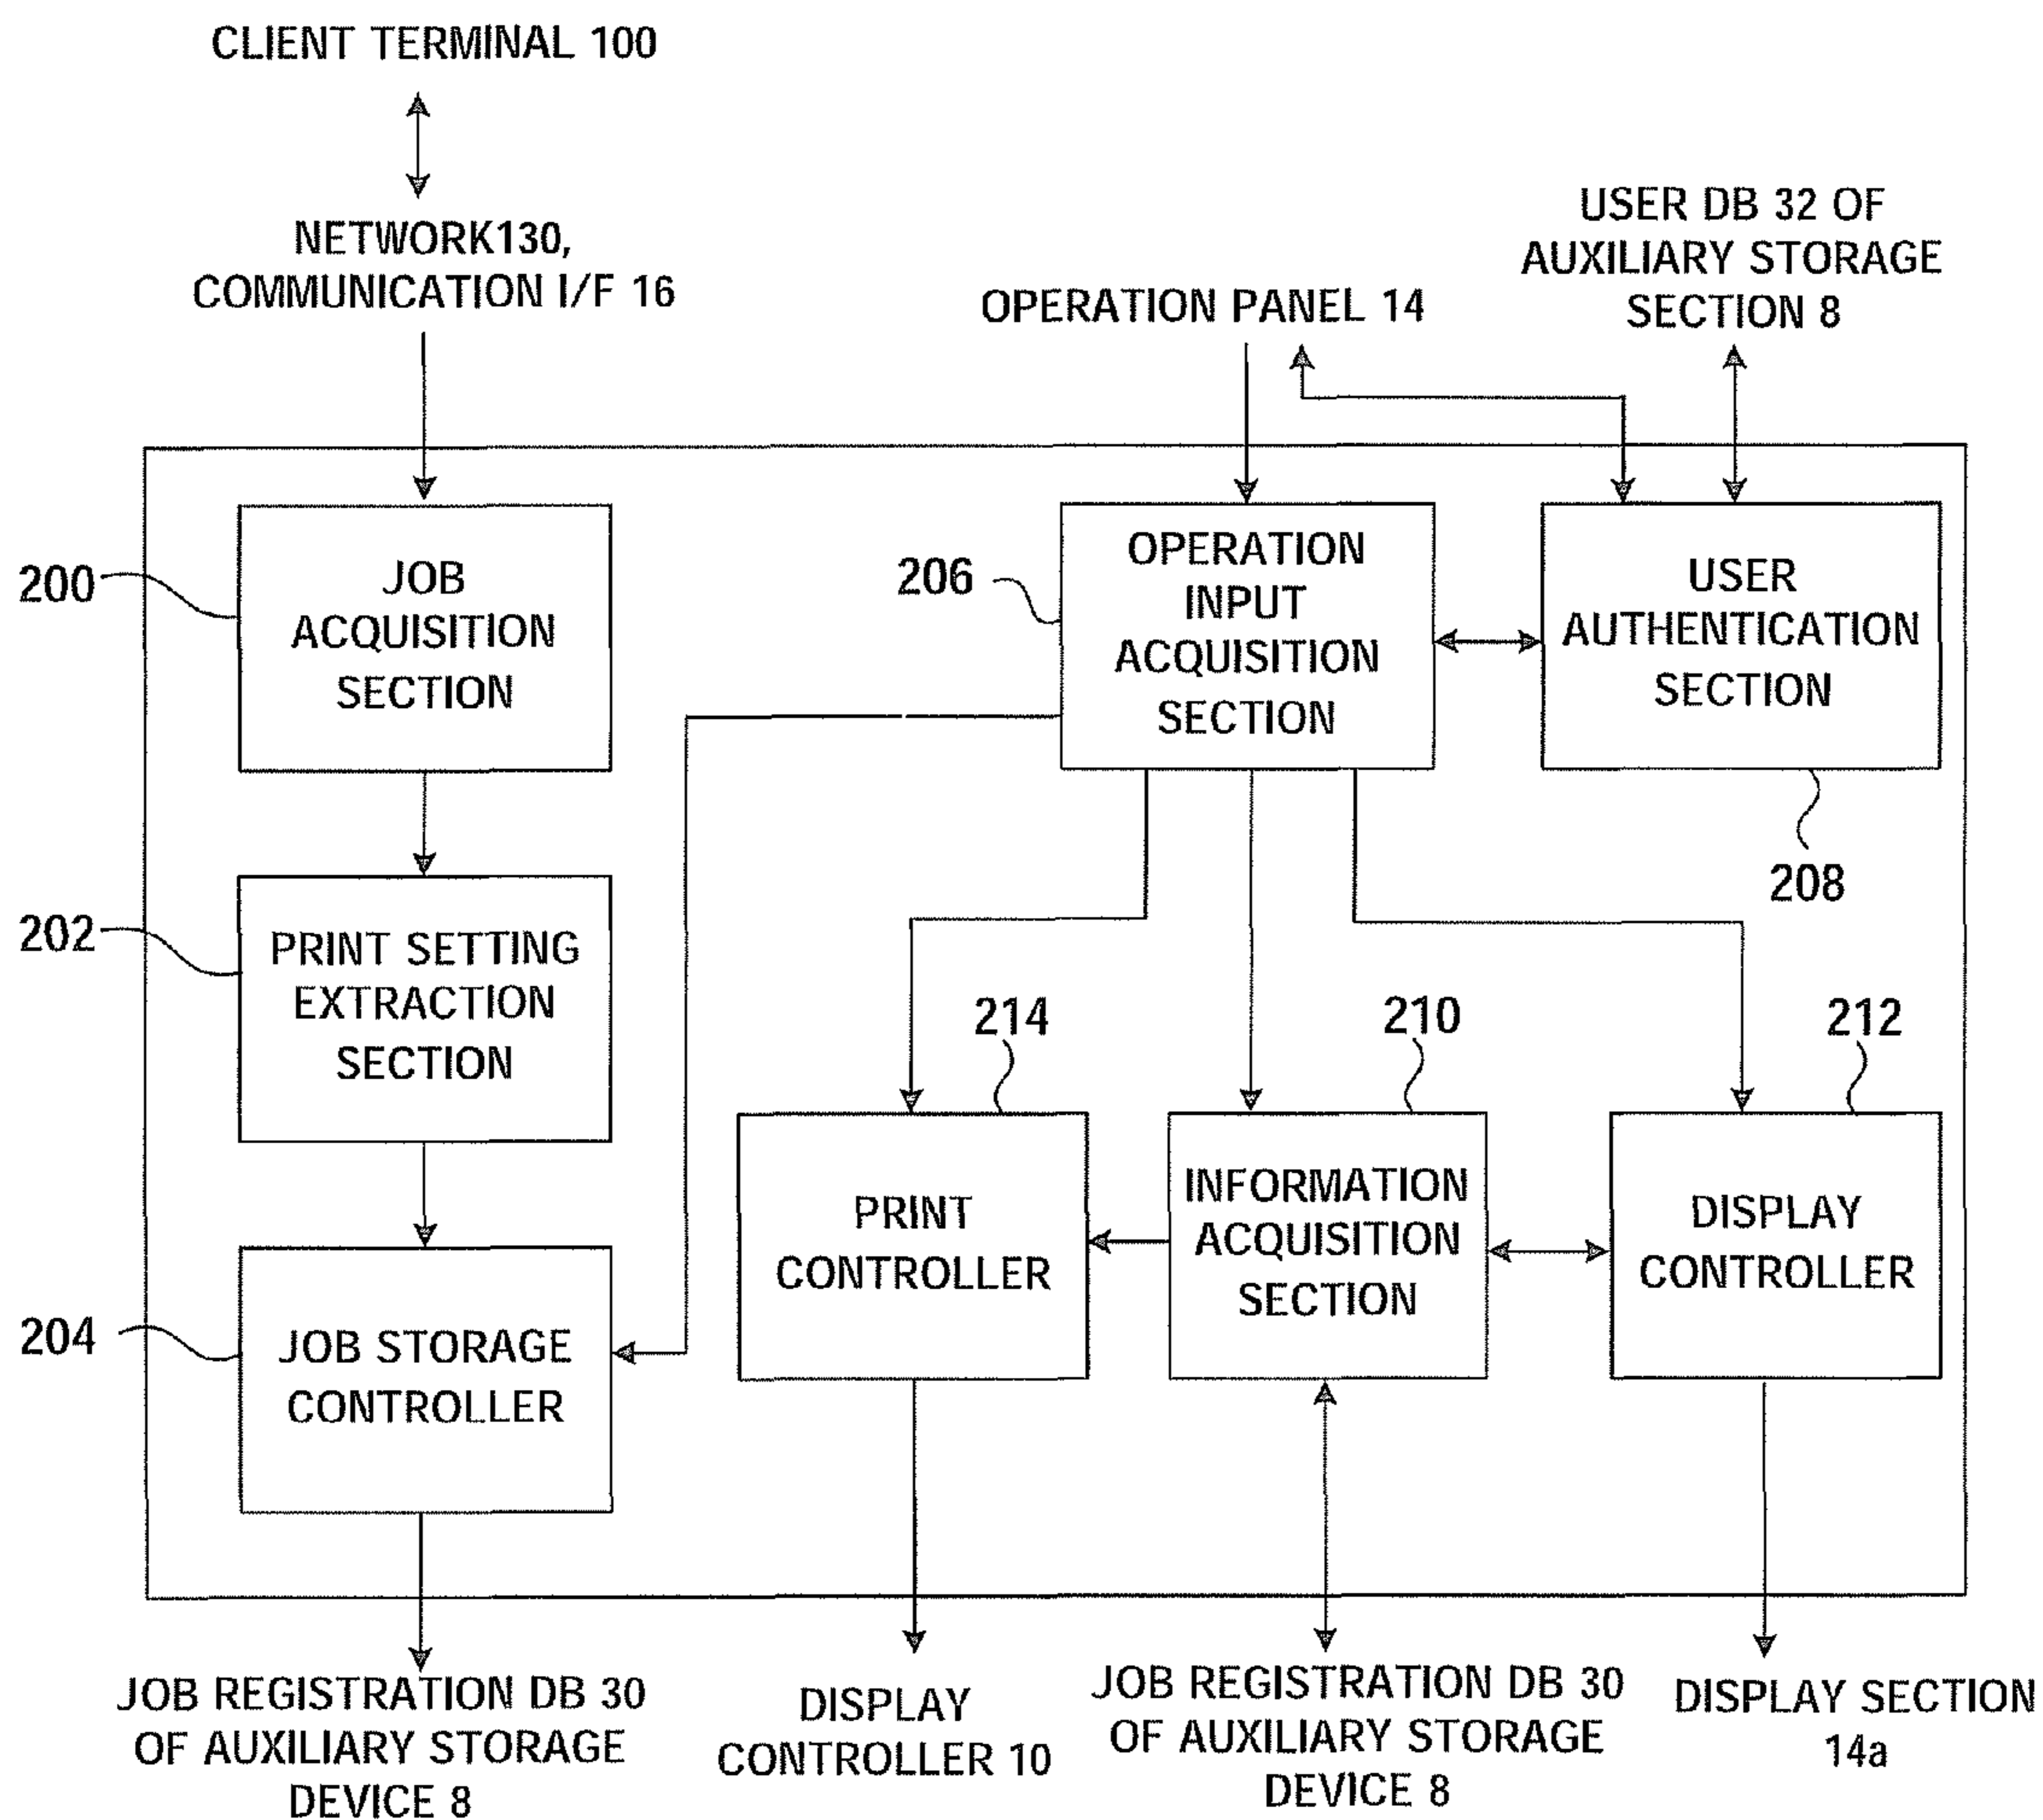 CLIENT TERMINAL 100
NETWORK130,
COMMUNICATION I/F 16
OPERATION PANEL 14
USER DB 32 OF
AUXILIARY STORAGE
SECTION 8
200
JOB
ACQUISITION
SECTION
206
OPERATION
INPUT
ACQUISITION
SECTION
USER
AUTHENTICATION
SECTION
208
202
PRINT SETTING
EXTRACTION
SECTION
214
210
212
204
JOB STORAGE
CONTROLLER
PRINT
CONTROLLER
INFORMATION
ACQUISITION
SECTION
DISPLAY
CONTROLLER
JOB REGISTRATION DB 30
OF AUXILIARY STORAGE
DEVICE 8
DISPLAY
CONTROLLER 10
JOB REGISTRATION DB 30
OF AUXILIARY STORAGE
DEVICE 8
DISPLAY SECTION
14a